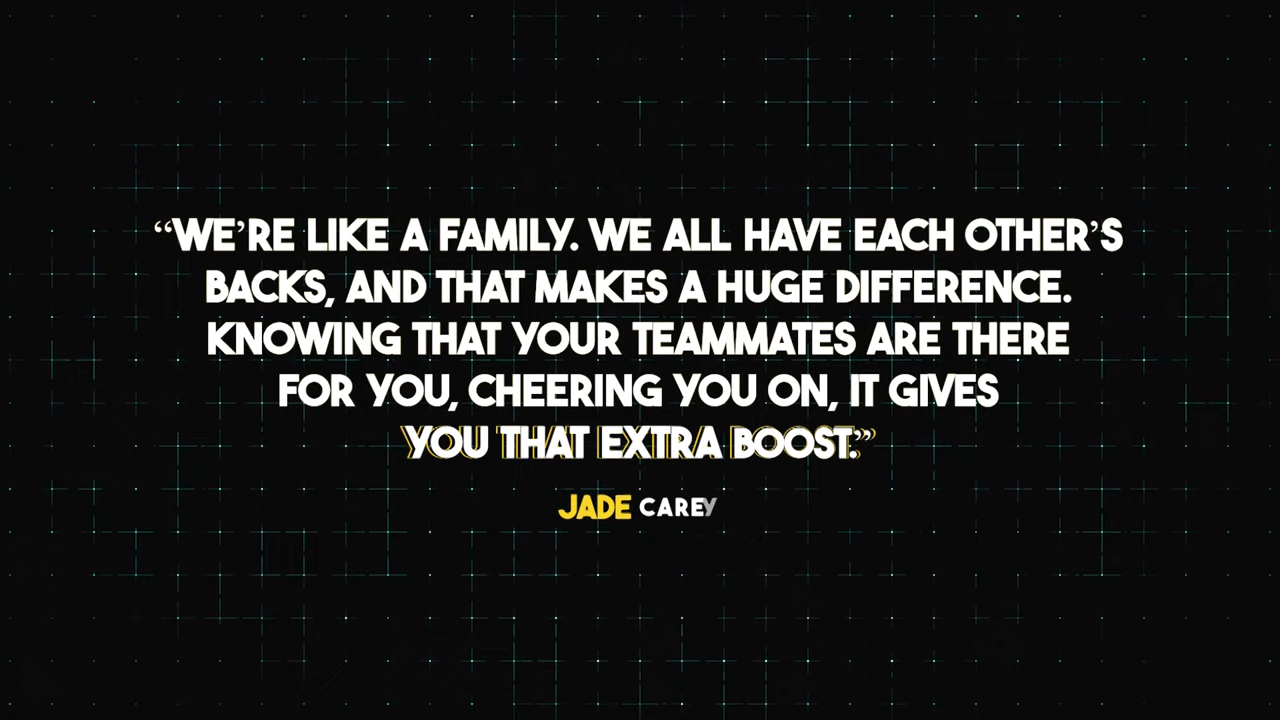 “WE’RE LIKE A FAMILY. WE ALL HAVE EACH OTHER’S
BACKS, AND THAT MAKES A HUGE DIFFERENCE.
KNOWING THAT YOUR TEAMMATES ARE THERE
FOR YOU, CHEERING YOU ON, IT GIVES
YOU THAT EXTRA BOOST.”
JADE CAREY